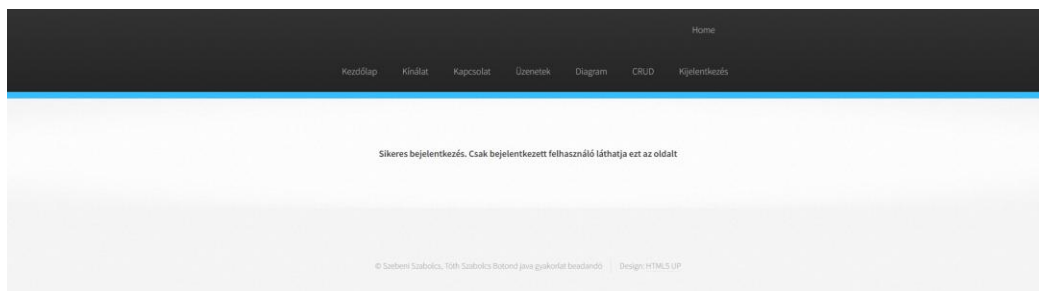 Home
Kezdőlap Kínálat Kapcsolat Üzenetek Diagram CRUD Kijelentkezés
Sikeres bejelentkezés. Csak bejelentkezett felhasználó láthatja ezt az oldalt
© Szebeni Szabolcs, Tóth Szabolcs Botond java gyakorlat beadandó Design: HTML5 UP